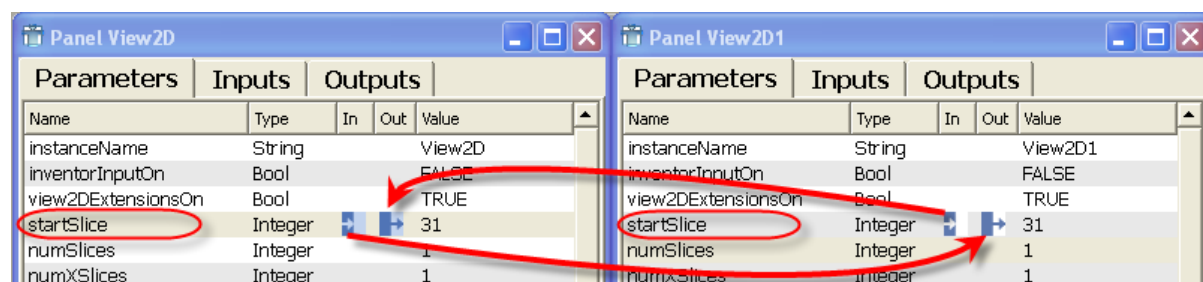 Panel View2D
Parameters Inputs Outputs
Name Type In Out Value
instanceName String View2D
inventorInputOn Bool FALSE
view2DExtensionsOn Bool TRUE
startSlice Integer 31
numSlices Integer 1
numXSlices Integer 1
Panel View2D1
Parameters Inputs Outputs
Name Type In Out Value
instanceName String View2D1
inventorInputOn Bool FALSE
view2DExtensionsOn Bool TRUE
startSlice Integer 31
numSlices Integer 1
numXSlices Integer 1